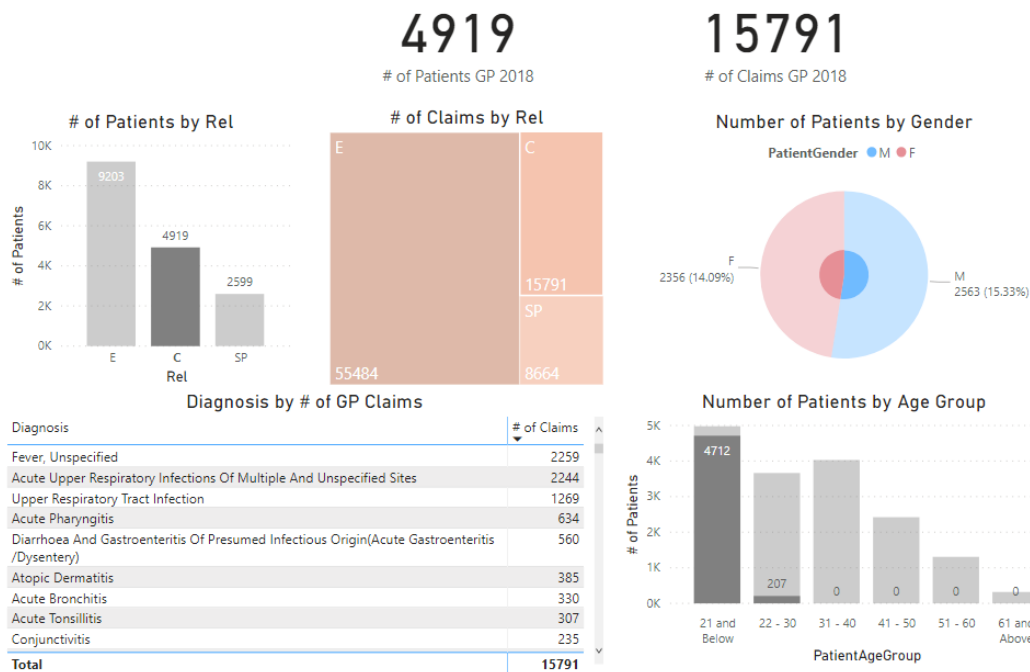 4919
# of Patients GP 2018
15791
# of Claims GP 2018
# of Patients by Rel
10K
8K
6K
4K
2K
0K
# of Patients
9203
4919
2599
E
C
SP
Rel
# of Claims by Rel
E
55484
C
15791
SP
8664
Number of Patients by Gender
PatientGender M F
F
2356 (14.09%)
M
2563 (15.33%)
Diagnosis by # of GP Claims
Diagnosis # of Claims
Fever, Unspecified 2259
Acute Upper Respiratory Infections Of Multiple And Unspecified Sites 2244
Upper Respiratory Tract Infection 1269
Acute Pharyngitis 634
Diarrhoea And Gastroenteritis Of Presumed Infectious Origin(Acute Gastroenteritis 560
/Dysentery)
Atopic Dermatitis 385
Acute Bronchitis 330
Acute Tonsillitis 307
Conjunctivitis 235
Total 15791
Number of Patients by Age Group
5K
4K
3K
2K
1K
0K
# of Patients
4712
207
0
0
0
0
21 and
Below
22 - 30
31 - 40
41 - 50
51 - 60
61 and
Above
PatientAgeGroup